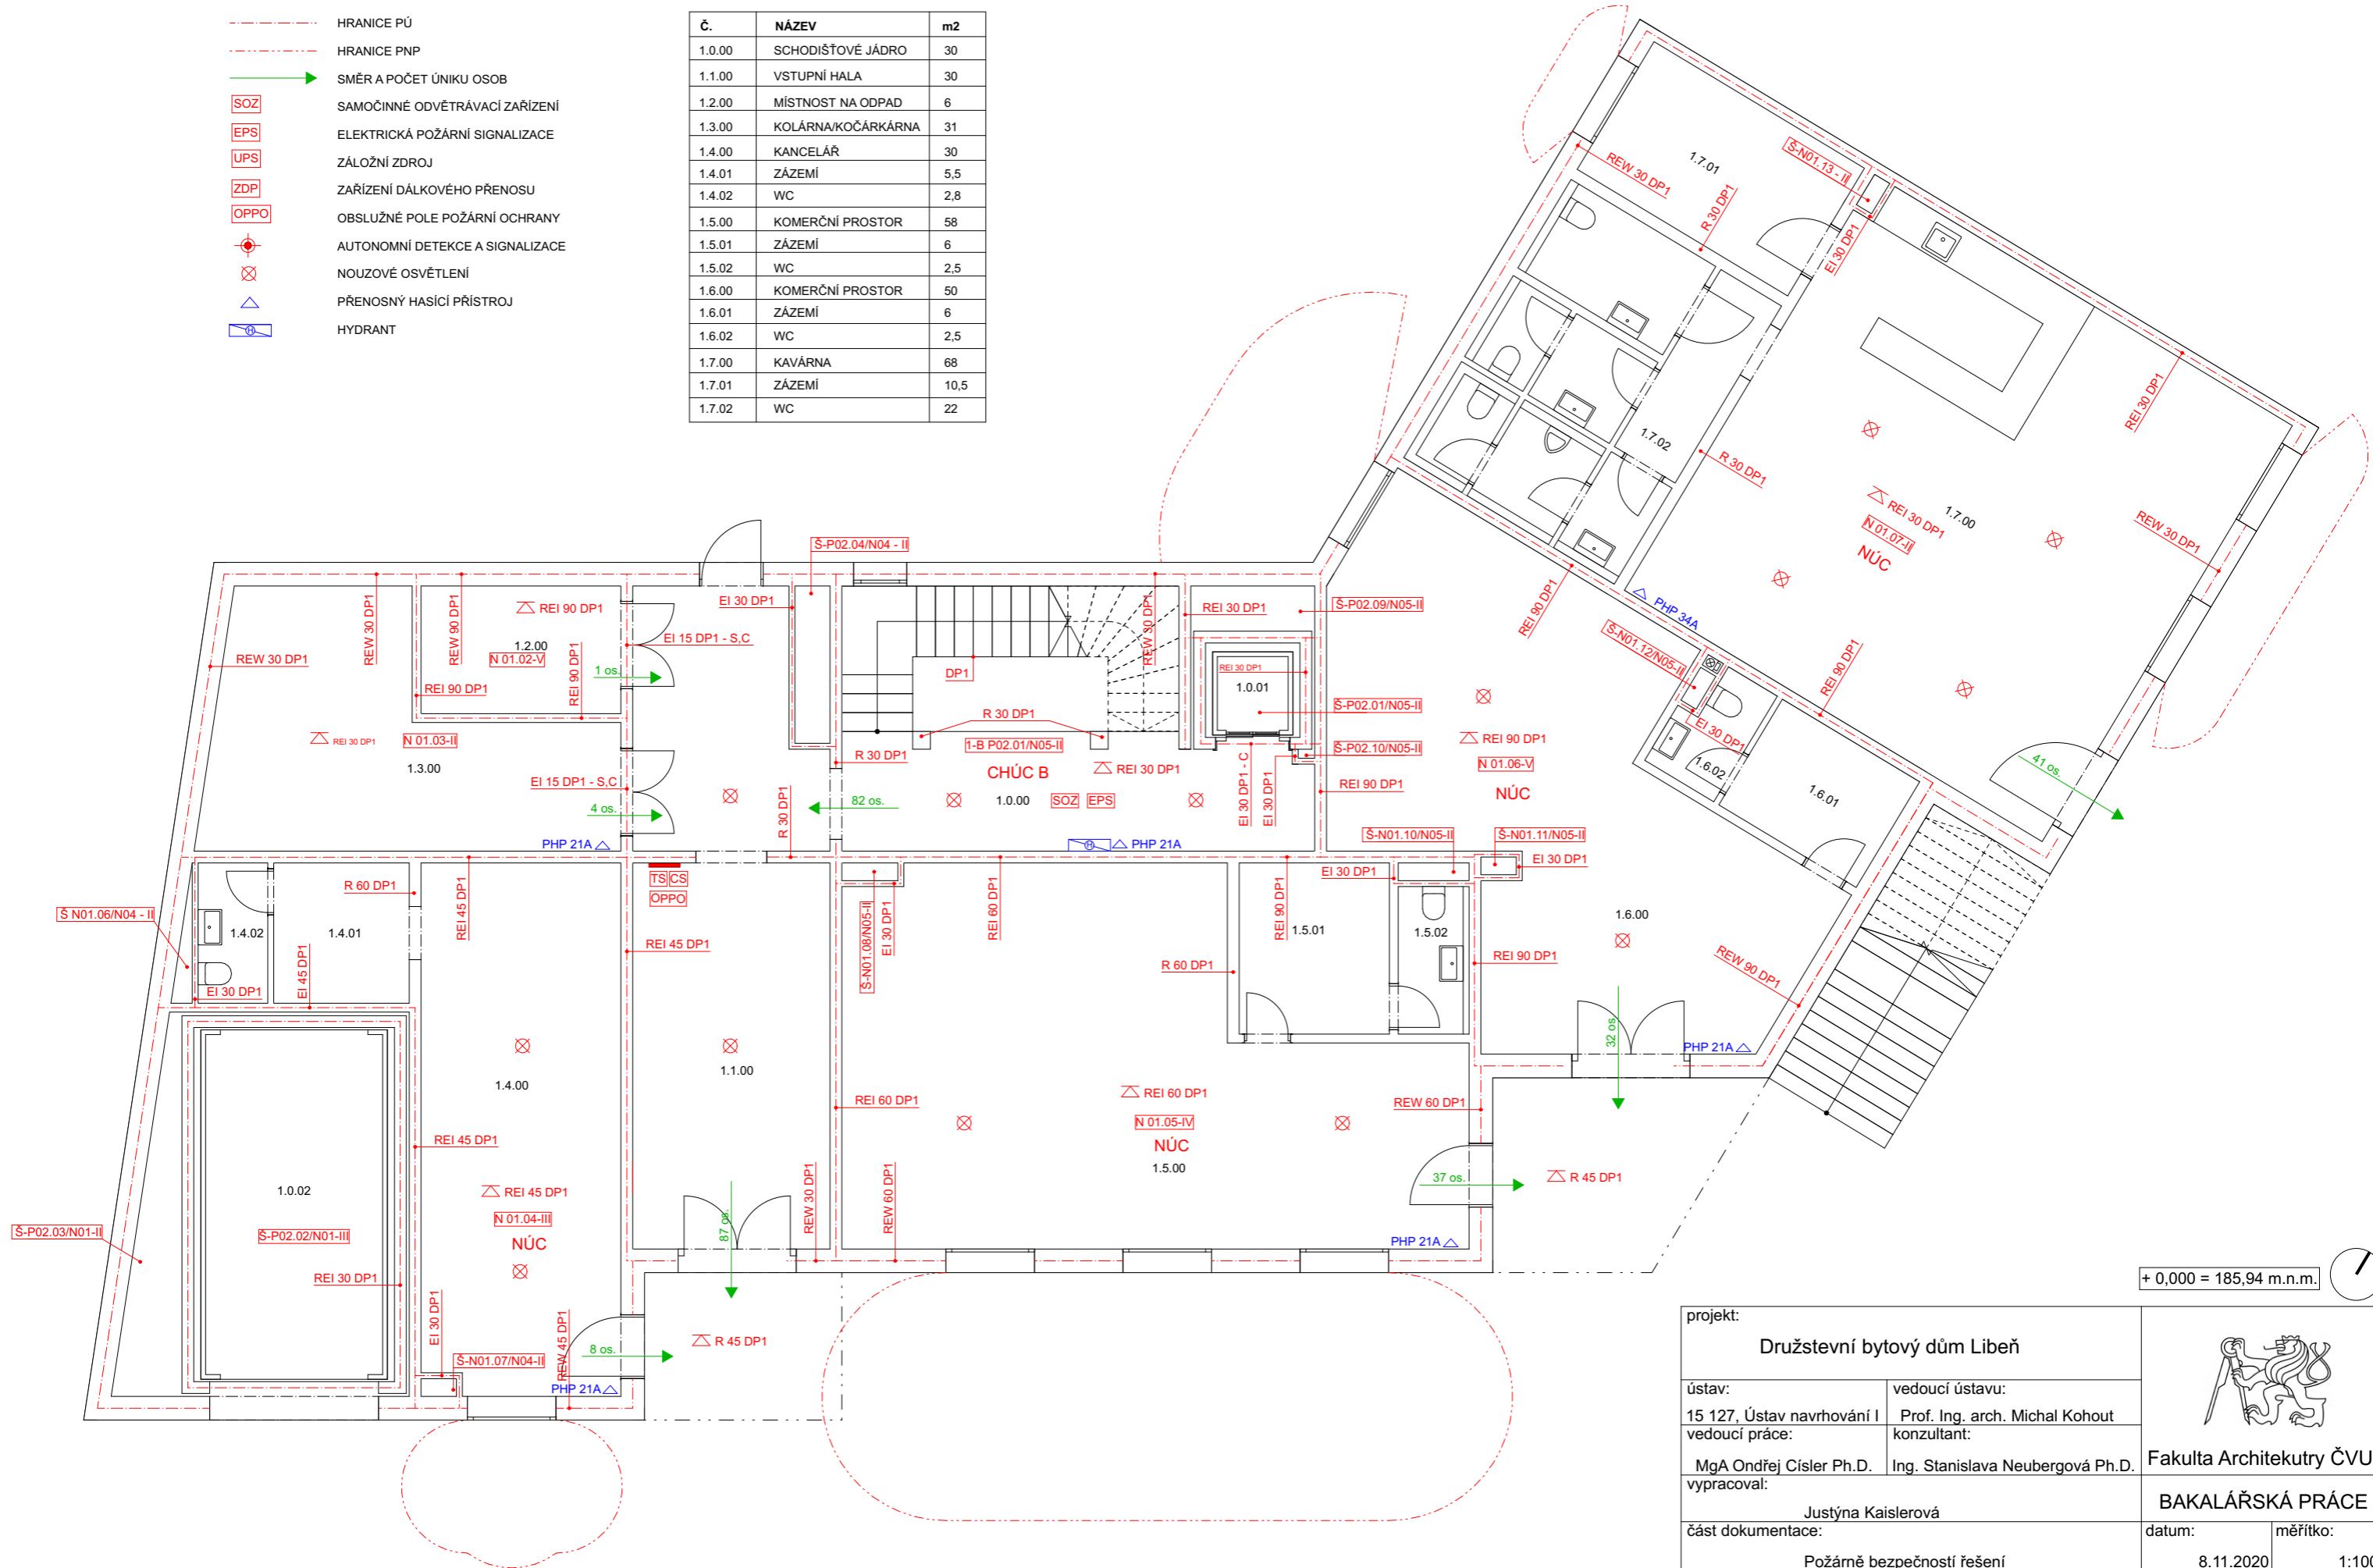 HRANICE PÚ
HRANICE PNP
SMĚR A POČET ÚNIKU OSOB
SOZ SAMOČINNÉ ODVĚTRÁVACÍ ZAŘÍZENÍ
EPS ELEKTRICKÁ POŽÁRNÍ SIGNALIZACE
UPS ZÁLOŽNÍ ZDROJ
ZDP ZAŘÍZENÍ DÁLKOVÉHO PŘENOSU
OPPO OBSLUŽNÉ POLE POŽÁRNÍ OCHRANY
AUTONOMNÍ DETEKCE A SIGNALIZACE
NOUZOVÉ OSVĚTLENÍ
PŘENOSNÝ HASÍCÍ PŘÍSTROJ
H HYDRANT
Č. NÁZEV m2
1.0.00 SCHODIŠŤOVÉ JÁDRO 30
1.1.00 VSTUPNÍ HALA 30
1.2.00 MÍSTNOST NA ODPAD 6
1.3.00 KOLÁRNA/KOČÁRKÁRNA 31
1.4.00 KANCELÁŘ 30
1.4.01 ZÁZEMÍ 5,5
1.4.02 WC 2,8
1.5.00 KOMERČNÍ PROSTOR 58
1.5.01 ZÁZEMÍ 6
1.5.02 WC 2,5
1.6.00 KOMERČNÍ PROSTOR 50
1.6.01 ZÁZEMÍ 6
1.6.02 WC 2,5
1.7.00 KAVÁRNA 68
1.7.01 ZÁZEMÍ 10,5
1.7.02 WC 22
1.7.01
Š-N01.13 - II
REW 30 DP1
R 30 DP1
EI 30 DP1
REI 30 DP1
1.7.02
R 30 DP1
REI 30 DP1
1.7.00
N 01.07-II
NÚC
REW 30 DP1
PHP 34A
REI 90 DP1
REI 90 DP1
Š-N01.12/N05-II
EI 30 DP1
1.6.02
1.6.01
41 os.
Š-P02.04/N04 - II
REW 30 DP1
REW 90 DP1
REI 90 DP1
1.2.00
N 01.02-V
REI 90 DP1
REI 90 DP1
REW 30 DP1
EI 30 DP1
EI 15 DP1 - S,C
1 os.
REI 30 DP1
N 01.03-II
1.3.00
EI 15 DP1 - S,C
4 os.
PHP 21A
DP1
R 30 DP1
1-B P02.01/N05-II
CHÚC B
REI 30 DP1
1.0.00
SOZ
EPS
R 30 DP1
R 30 DP1
82 os.
REW 30 DP1
REI 30 DP1
REI 30 DP1
1.0.01
Š-P02.09/N05-II
Š-P02.01/N05-II
Š-P02.10/N05-II
EI 30 DP1 - C
EI 30 DP1
REI 90 DP1
REI 90 DP1
N 01.06-V
NÚC
H
PHP 21A
Š-N01.10/N05-II
Š-N01.11/N05-II
EI 30 DP1
EI 30 DP1
TS
CS
OPPO
R 60 DP1
REI 45 DP1
Š N01.06/N04 - II
1.4.02
1.4.01
EI 45 DP1
EI 30 DP1
REI 45 DP1
Š-N01.08/N05-II
EI 30 DP1
REI 60 DP1
REI 90 DP1
1.5.01
1.5.02
R 60 DP1
REI 90 DP1
1.6.00
REW 90 DP1
32 os.
PHP 21A
1.4.00
1.1.00
REI 60 DP1
REI 60 DP1
N 01.05-IV
NÚC
1.5.00
REW 60 DP1
37 os.
R 45 DP1
REI 45 DP1
1.0.02
Š-P02.03/N01-II
Š-P02.02/N01-III
REI 30 DP1
REI 45 DP1
N 01.04-III
NÚC
87 os.
REW 30 DP1
REW 60 DP1
PHP 21A
EI 30 DP1
Š-N01.07/N04-II
REW 45 DP1
8 os.
PHP 21A
R 45 DP1
+ 0,000 = 185,94 m.n.m.
projekt:
Družstevní bytový dům Libeň
ústav: vedoucí ústavu:
15 127, Ústav navrhování I Prof. Ing. arch. Michal Kohout
vedoucí práce: konzultant:
MgA Ondřej Císler Ph.D. Ing. Stanislava Neubergová Ph.D.
Fakulta Architekutry ČVU
vypracoval:
Justýna Kaislerová
BAKALÁŘSKÁ PRÁCE
část dokumentace: datum: měřítko:
Požárně bezpečností řešení 8.11.2020 1:100